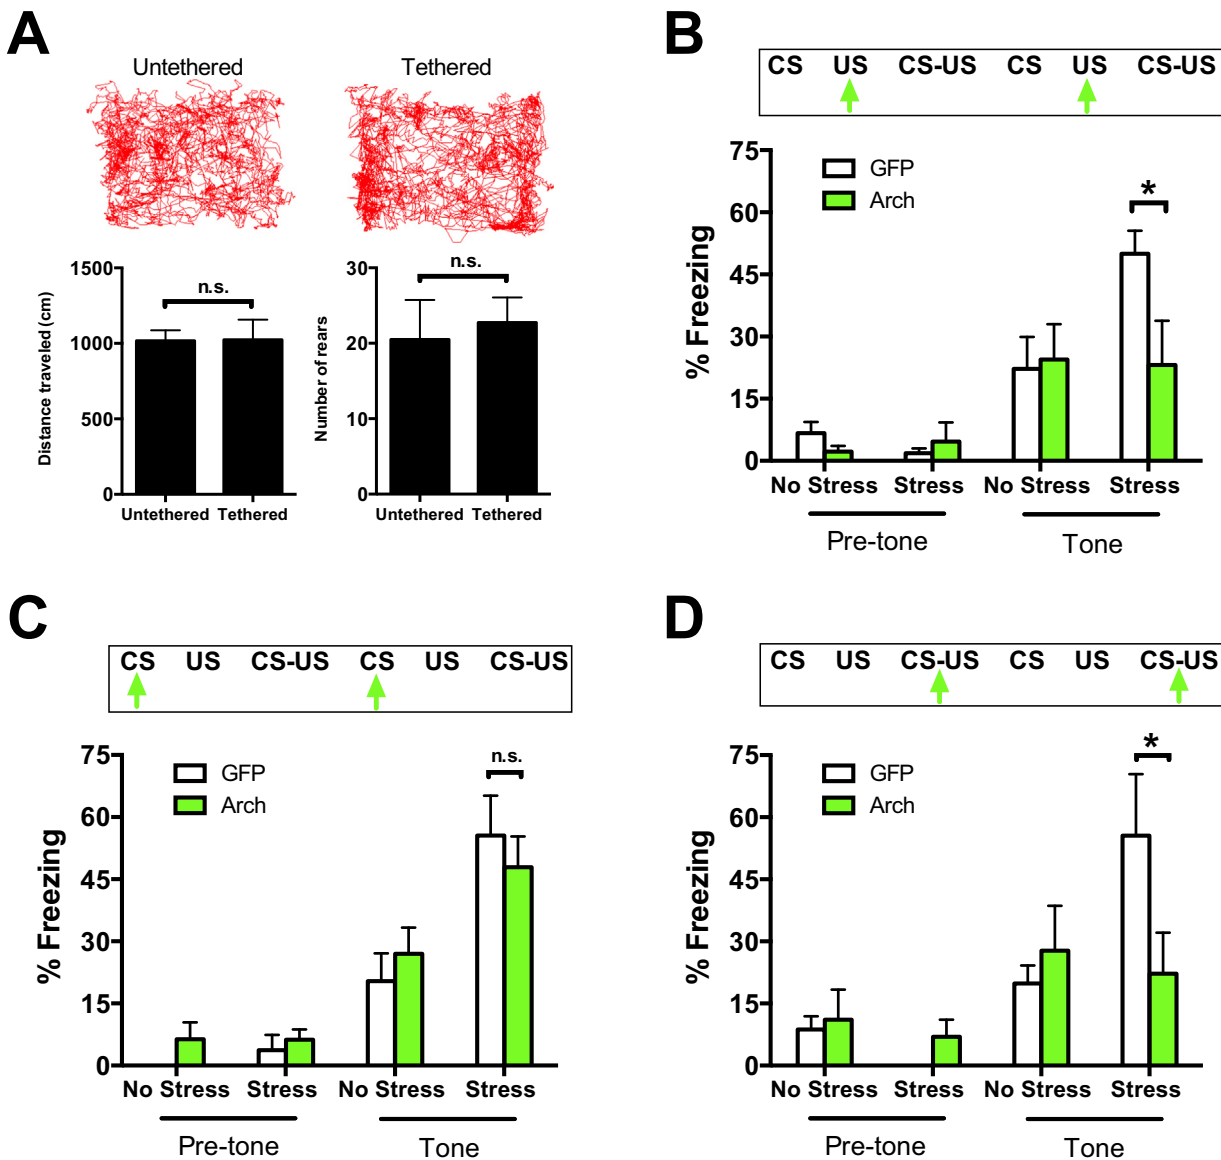 A
Untethered
Tethered
1500
1000
500
0
Distance traveled (cm)
n.s.
Untethered Tethered
30
20
10
0
Number of rears
n.s.
Untethered Tethered
B
CS US CS-US CS US CS-US
75
60
45
30
15
0
% Freezing
GFP
Arch
*
No Stress Stress No Stress Stress
Pre-tone Tone
C
CS US CS-US CS US CS-US
75
60
45
30
15
0
% Freezing
GFP
Arch
n.s.
No Stress Stress No Stress Stress
Pre-tone Tone
D
CS US CS-US CS US CS-US
75
60
45
30
15
0
% Freezing
GFP
Arch
*
No Stress Stress No Stress Stress
Pre-tone Tone